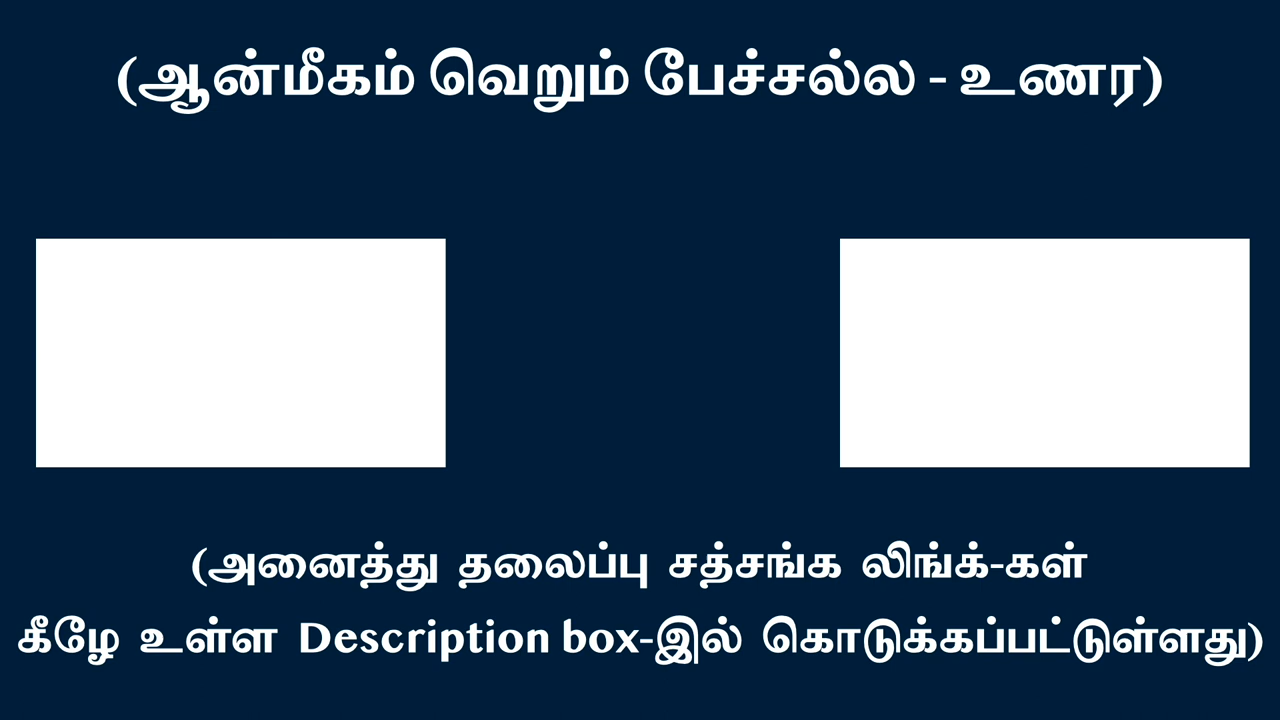 (ஆன்மீகம் வெறும் பேச்சல்ல - உணர)
(அனைத்து தலைப்பு சத்சங்க லிங்க்-கள்
கீழே உள்ள Description box-இல் கொடுக்கப்பட்டுள்ளது)